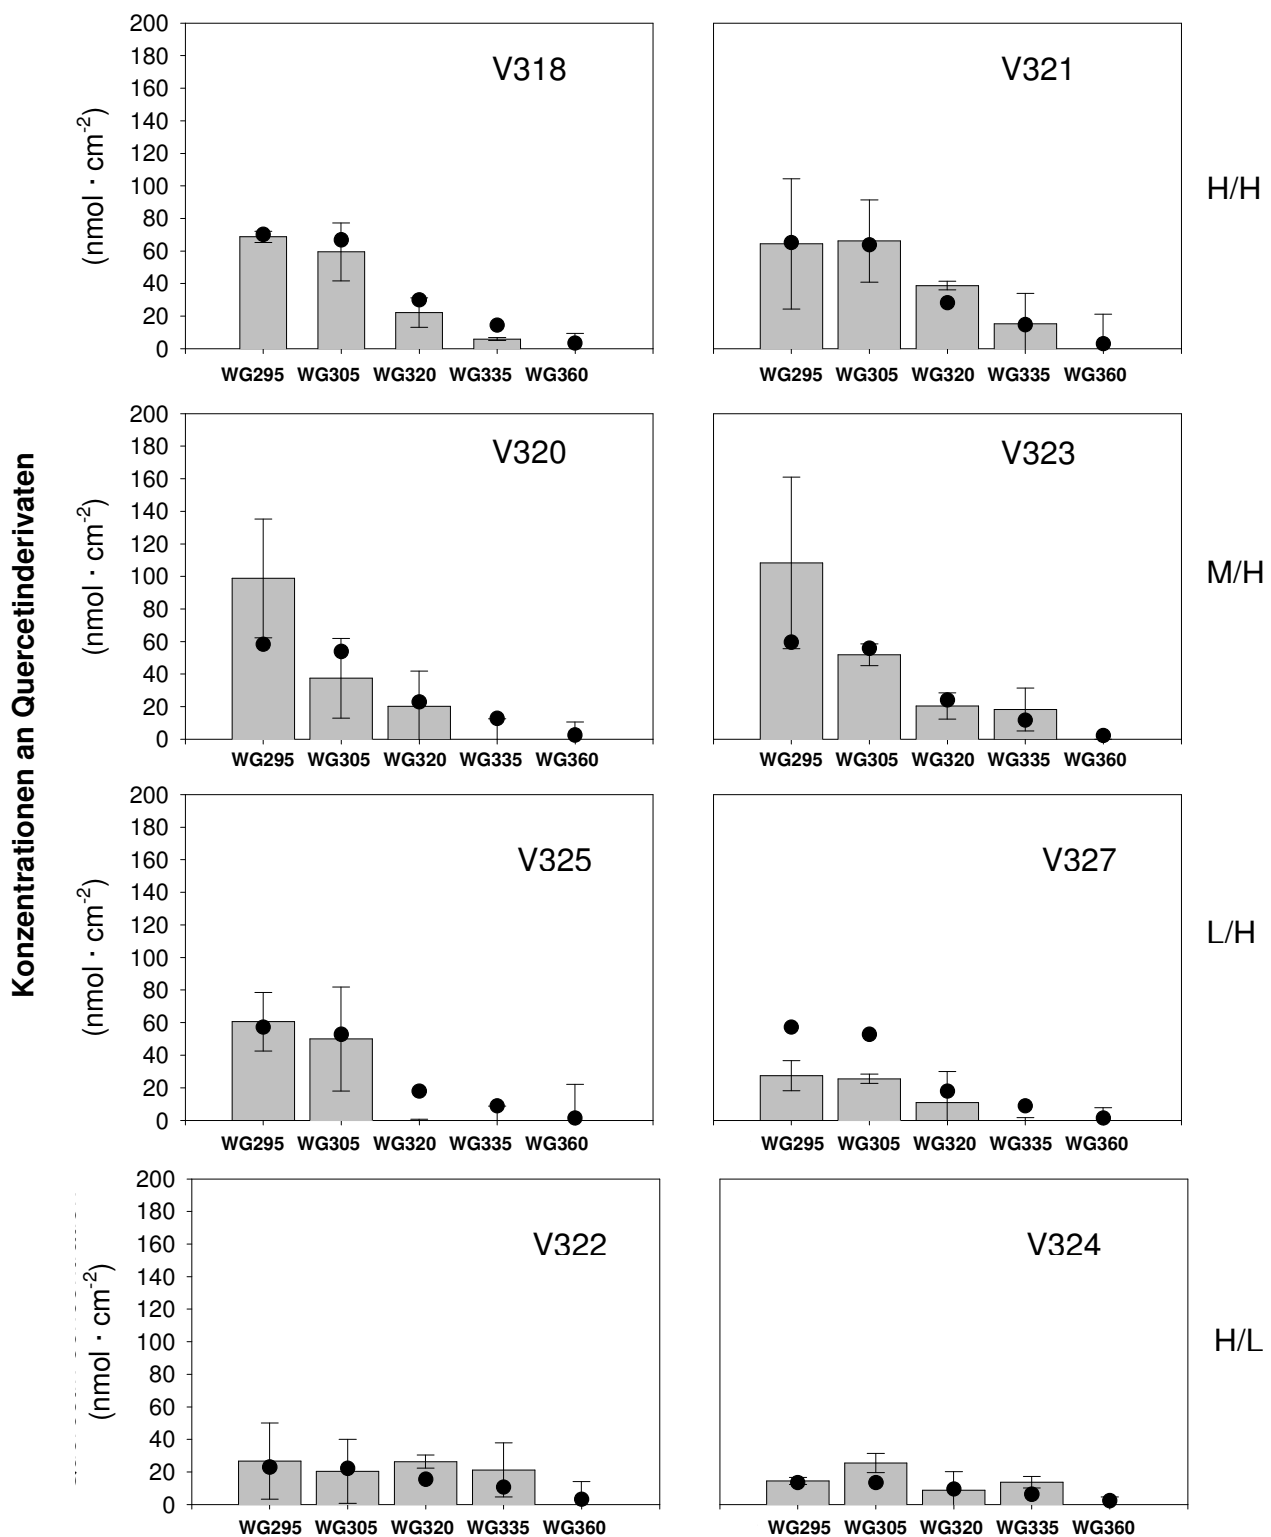 Konzentrationen an Quercetinderivaten
(nmol · cm-2)
200
180
160
140
120
100
80
60
40
20
0
V318
WG295 WG305 WG320 WG335 WG360
V321
WG295 WG305 WG320 WG335 WG360
H/H
(nmol · cm-2)
200
180
160
140
120
100
80
60
40
20
0
V320
WG295 WG305 WG320 WG335 WG360
V323
WG295 WG305 WG320 WG335 WG360
M/H
(nmol · cm-2)
200
180
160
140
120
100
80
60
40
20
0
V325
WG295 WG305 WG320 WG335 WG360
V327
WG295 WG305 WG320 WG335 WG360
L/H
(nmol · cm-2)
200
180
160
140
120
100
80
60
40
20
0
V322
WG295 WG305 WG320 WG335 WG360
V324
WG295 WG305 WG320 WG335 WG360
H/L